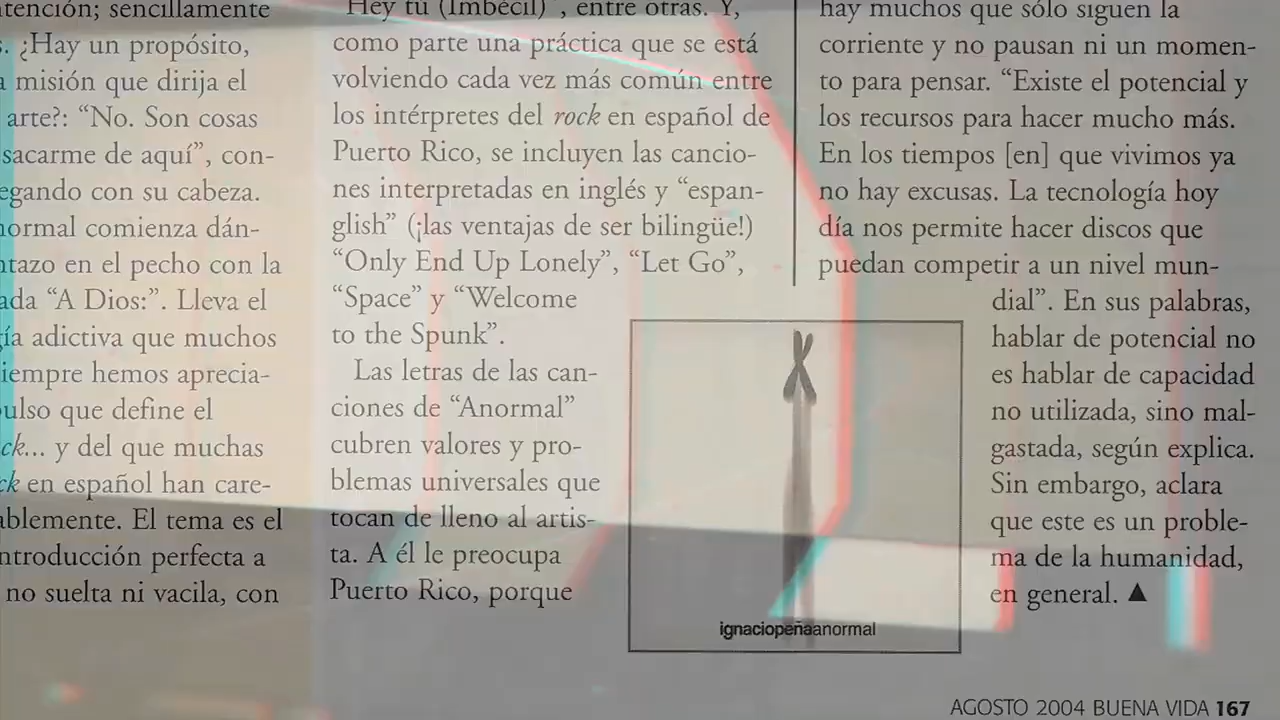 tención; sencillamente
¿Hay un propósito,
misión que dirija el
arte?: “No. Son cosas
sacarme de aquí”, con-
egando con su cabeza.
normal comienza dán-
ntazo en el pecho con la
ada “A Dios:”. Lleva el
gía adictiva que muchos
iempre hemos aprecia-
pulso que define el
ck... y del que muchas
ck en español han care-
ablemente. El tema es el
ntroducción perfecta a
no suelta ni vacila, con
Hey tú (Imbécil)”, entre otras. Y,
como parte una práctica que se está
volviendo cada vez más común entre
los intérpretes del rock en español de
Puerto Rico, se incluyen las cancio-
nes interpretadas en inglés y “espan-
glish” (¡las ventajas de ser bilingüe!)
“Only End Up Lonely”, “Let Go”,
“Space” y “Welcome
to the Spunk”.
Las letras de las can-
ciones de “Anormal”
cubren valores y pro-
blemas universales que
tocan de lleno al artis-
ta. A él le preocupa
Puerto Rico, porque
hay muchos que sólo siguen la
corriente y no pausan ni un momen-
to para pensar. “Existe el potencial y
los recursos para hacer mucho más.
En los tiempos [en] que vivimos ya
no hay excusas. La tecnología hoy
día nos permite hacer discos que
puedan competir a un nivel mun-
dial”. En sus palabras,
hablar de potencial no
es hablar de capacidad
no utilizada, sino mal-
gastada, según explica.
Sin embargo, aclara
que este es un proble-
ma de la humanidad,
en general. ▲
ignaciopeñaanormal
AGOSTO 2004 BUENA VIDA 167